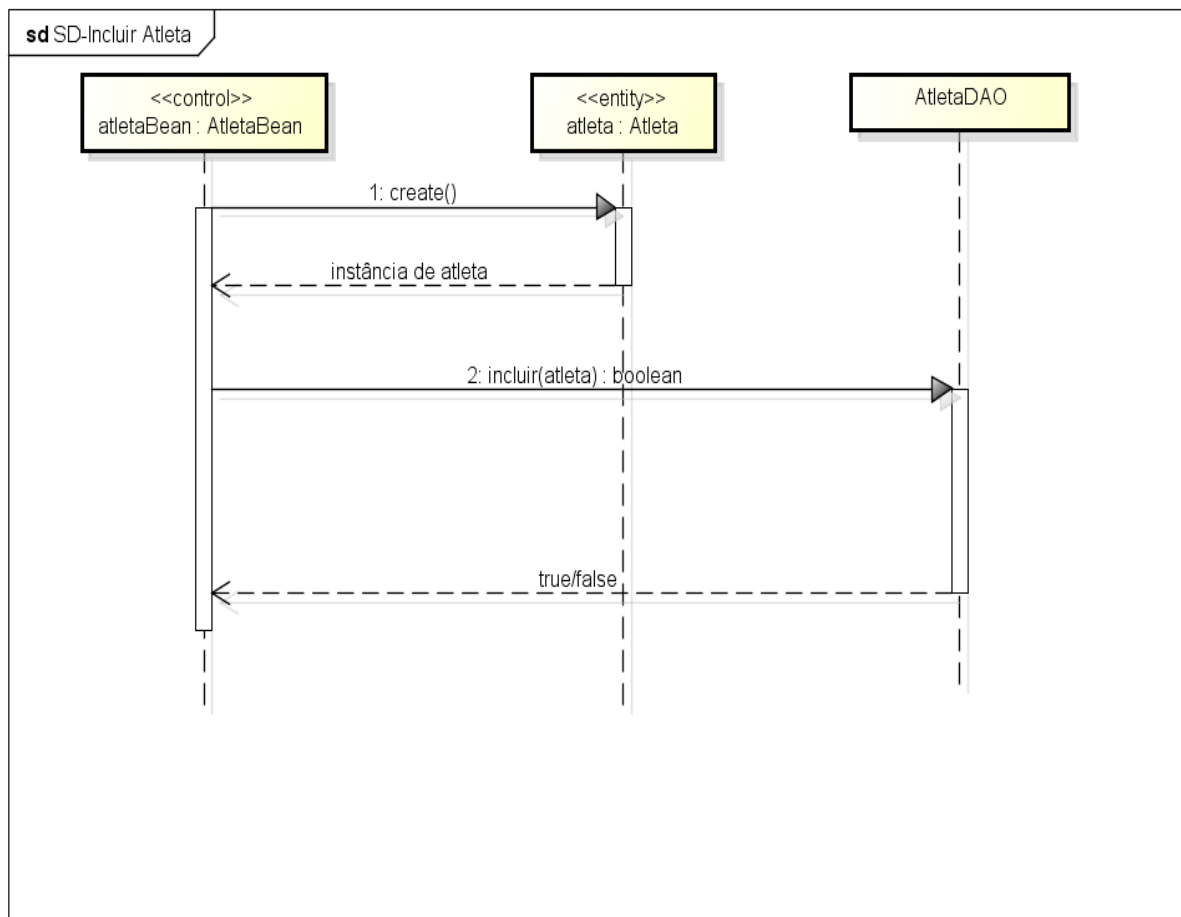 sd SD-Incluir Atleta
<<control>>
atletaBean : AtletaBean
<<entity>>
atleta : Atleta
AtletaDAO
1: create()
instância de atleta
2: incluir(atleta) : boolean
true/false